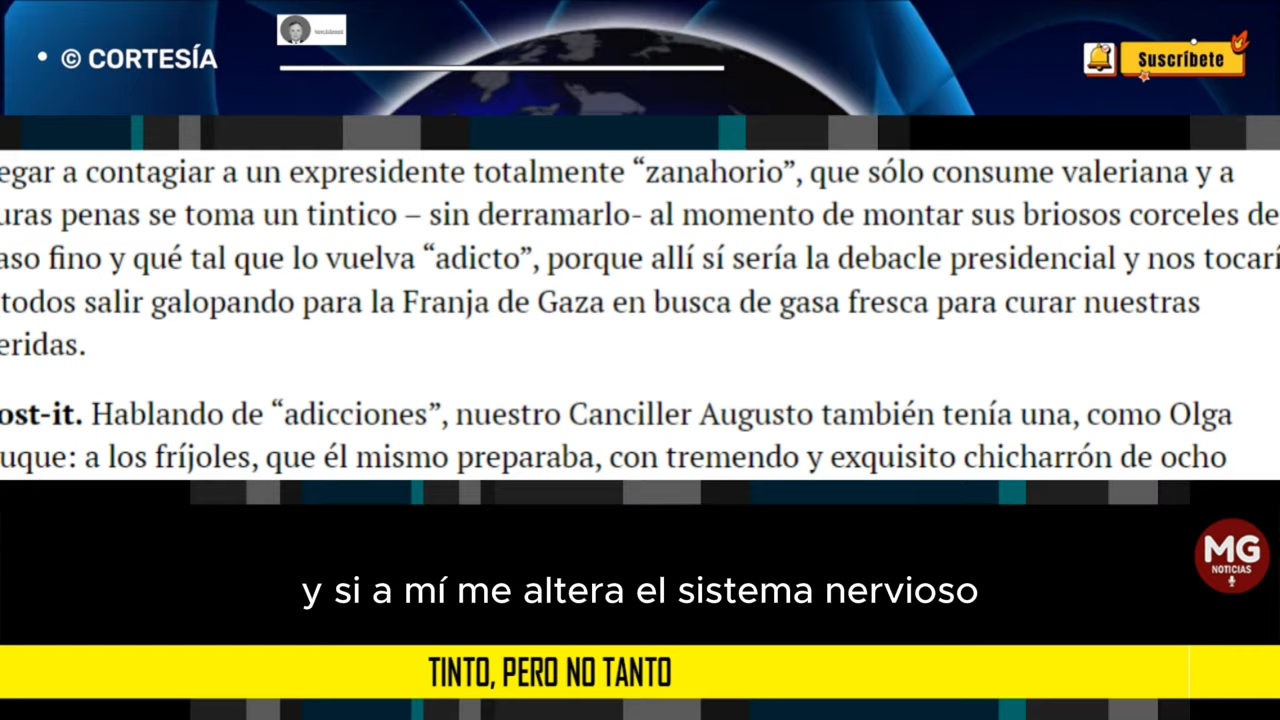 • © CORTESÍA
Suscríbete
egar a contagiar a un expresidente totalmente “zanahorio”, que sólo consume valeriana y a
uras penas se toma un tintico – sin derramarlo- al momento de montar sus briosos corceles de
aso fino y qué tal que lo vuelva “adicto”, porque allí sí sería la debacle presidencial y nos tocarí
todos salir galopando para la Franja de Gaza en busca de gasa fresca para curar nuestras
eridas.
ost-it. Hablando de “adicciones”, nuestro Canciller Augusto también tenía una, como Olga
uque: a los fríjoles, que él mismo preparaba, con tremendo y exquisito chicharrón de ocho
MG
NOTICIAS
y si a mí me altera el sistema nervioso
TINTO, PERO NO TANTO